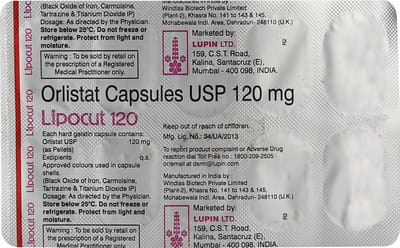 (Black Oxide of Iron, Carmoisine,
Tartrazine & Titanium Dioxide IP)
Dosage: As directed by the Physician.
Store below 25°C. Do not freeze or
refrigerate. Protect from light and
moisture.
Warning : To be sold by retail on
the prescription of a Registered
Medical Practitioner only.
Windlas Biotech Private Limited
(Plant-2), Khasra No. 141 to 143 & 145,
Mohabewala Indl. Area, Dehradun- 248110 (U.K.)
Marketed by:
LUPIN LTD.
159, C.S.T. Road,
Kalina, Santacruz (E),
Mumbai - 400 098, INDIA.
Lipocut 120
Orlistat Capsules USP 120 mg
Lipocut 120
Each hard gelatin capsule contains:
Orlistat USP 120 mg
(as Pellets)
Excipients q.s.
Approved colours used in capsule
shells.
(Black Oxide of Iron, Carmoisine,
Tartrazine & Titanium Dioxide IP)
Dosage: As directed by the Physician.
Store below 25°C. Do not freeze or
refrigerate. Protect from light and
moisture.
Warning : To be sold by retail on
the prescription of a Registered
Medical Practitioner only.
Keep out of reach of children.
Mfg. Lic. No.: 34/UA/2013
To report product complaint or Adverse Drug
reaction dial Toll Free no.: 1800-209-2505
or/email at dsrm@lupin.com
Manufactured in India by :
Windlas Biotech Private Limited
(Plant-2), Khasra No. 141 to 143 & 145,
Mohabewala Indl. Area, Dehradun- 248110 (U.K.)
Marketed by:
LUPIN LTD.
159, C.S.T. Road,
Kalina, Santacruz (E),
Lipocut 120
Lipocut 120